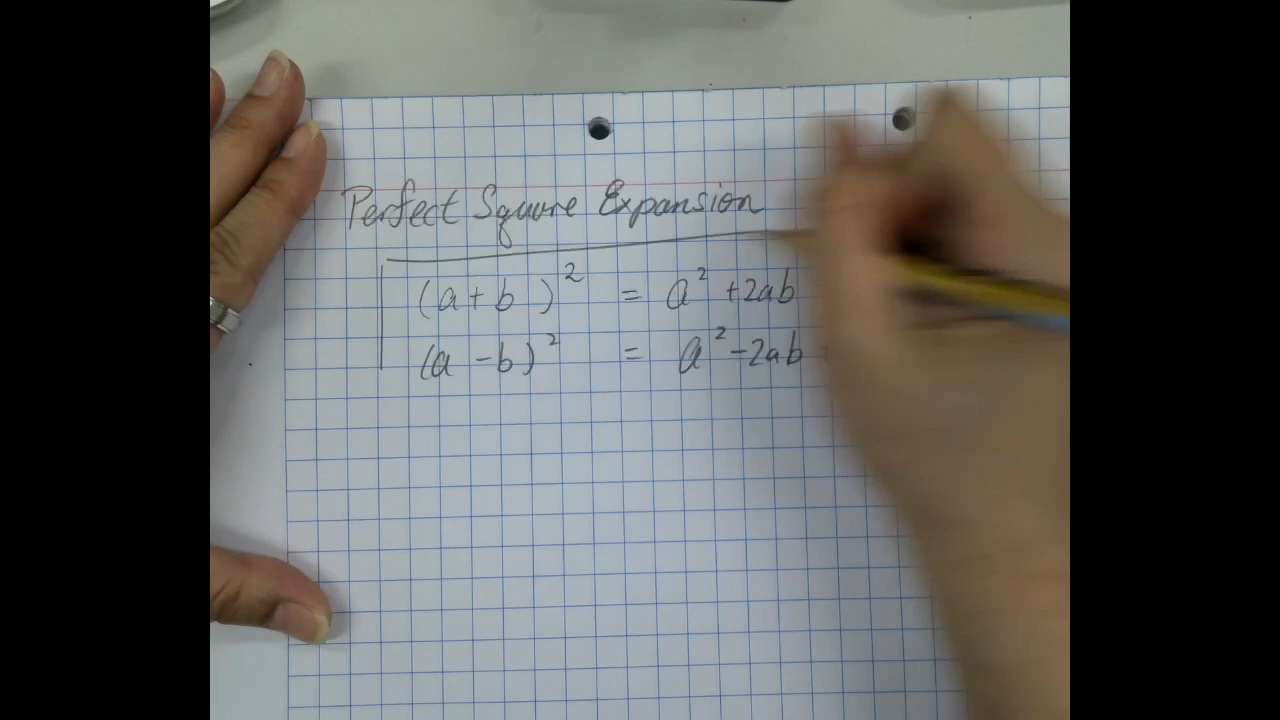 Perfect Square Expansion
(a + b )² = a² + 2ab
(a - b)² = a² - 2ab